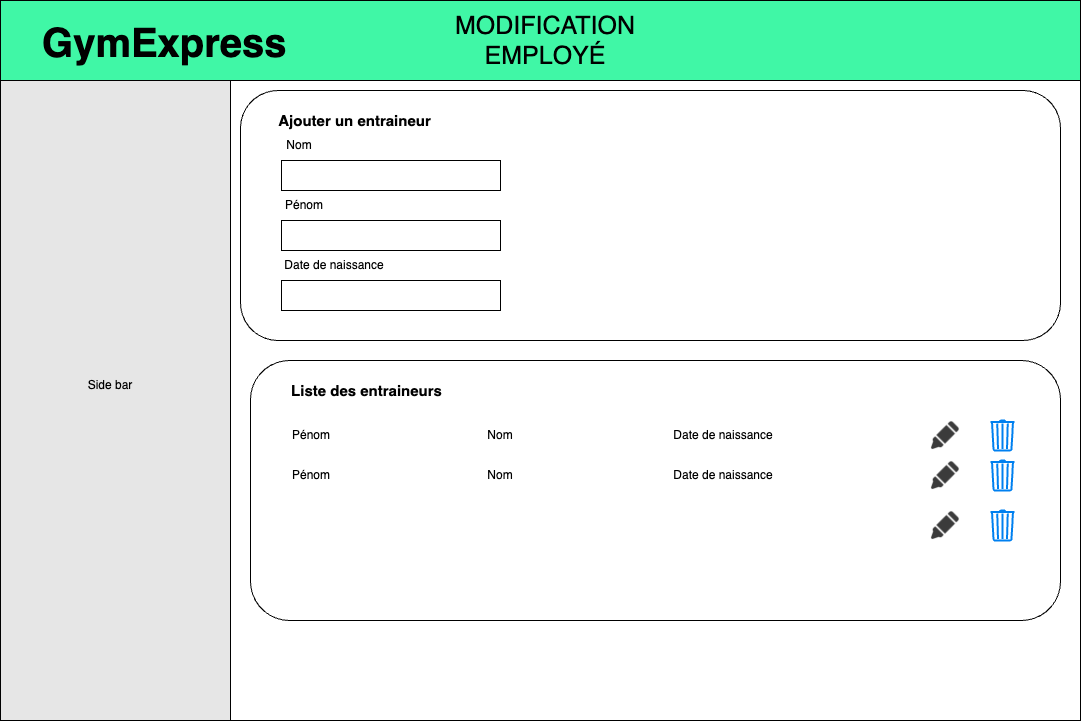 GymExpress
MODIFICATION
EMPLOYÉ
Side bar
Ajouter un entraineur
Nom
Pénom
Date de naissance
Liste des entraineurs
Pénom Nom Date de naissance
Pénom Nom Date de naissance